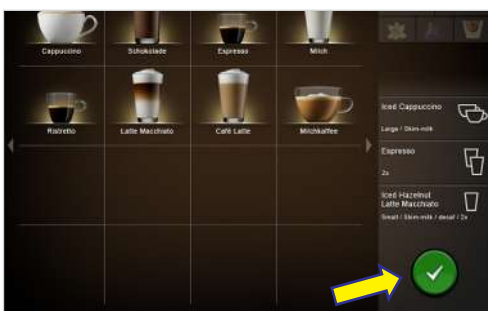 Cappuccino
Schokolade
Espresso
Milch
Ristretto
Latte Macchiato
Café Latte
Milchkaffee
Iced Cappuccino
Large / Skim-milk
Espresso
2x
Iced Hazelnut
Latte Macchiato
Small / Skim-milk / decaf / 2x